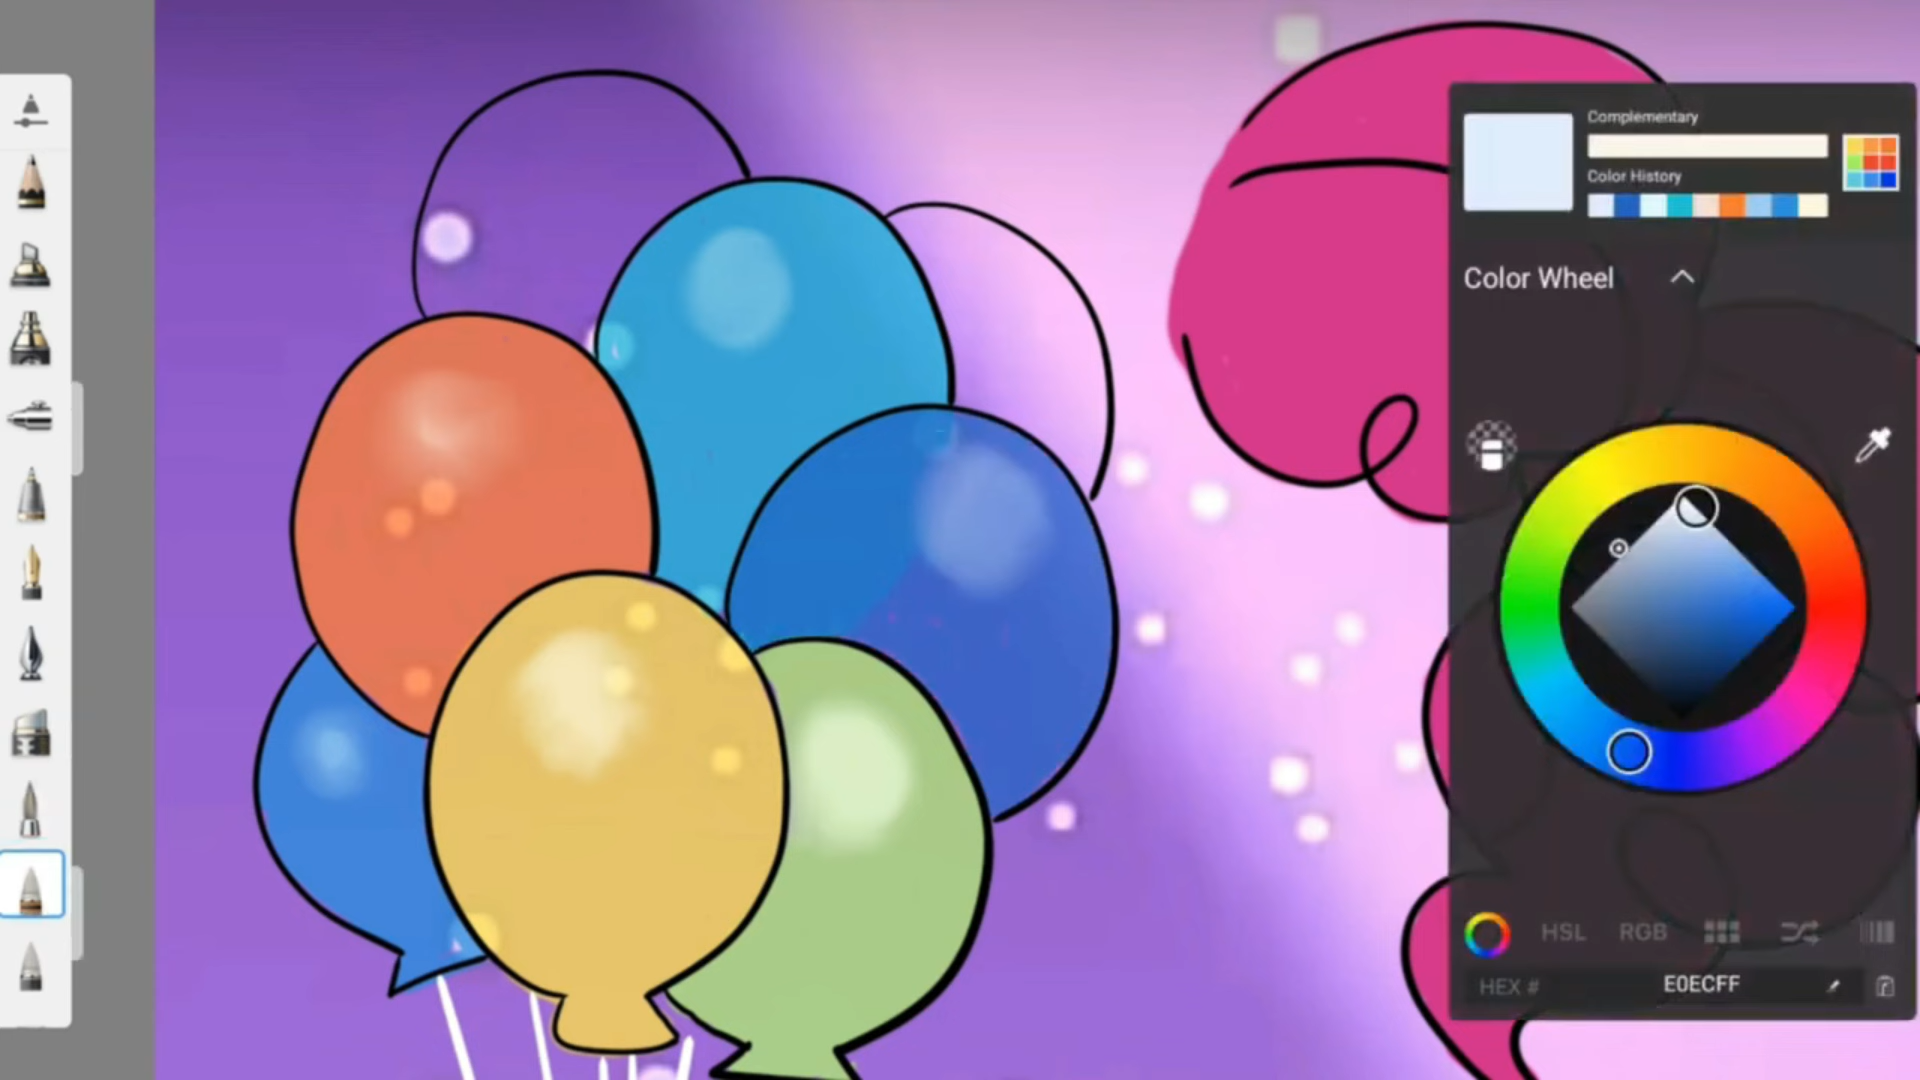 Complementary
Color History
Color Wheel
HSL RGB
HEX # E0ECFF